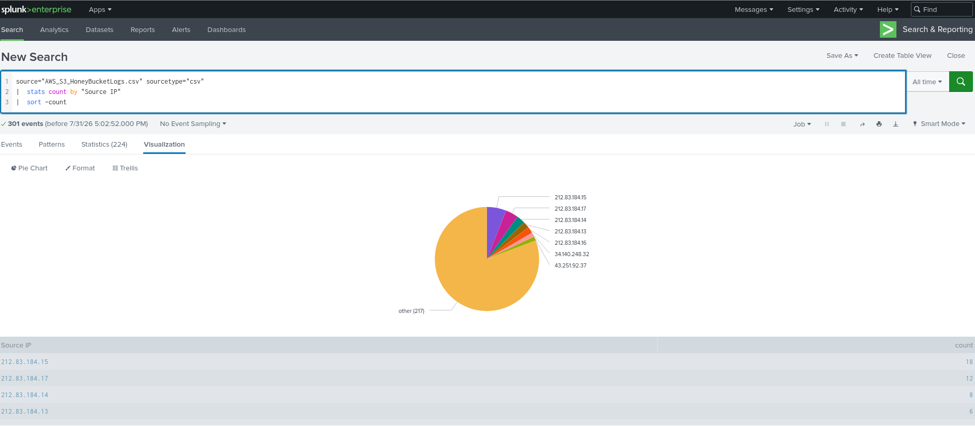 splunk>enterprise Apps Messages Settings Activity Help Find
Search Analytics Datasets Reports Alerts Dashboards Search & Reporting
New Search Save As Create Table View Close
1 source="AWS_S3_HoneyBucketLogs.csv" sourcetype="csv"
2 | stats count by "Source IP"
3 | sort -count
All time
301 events (before 7/31/26 5:02:52.000 PM) No Event Sampling Job Smart Mode
Events Patterns Statistics (224) Visualization
Pie Chart Format Trellis
212.83.184.15
212.83.184.17
212.83.184.14
212.83.184.13
212.83.184.16
34.140.248.32
43.251.92.37
other (217)
Source IP count
212.83.184.15 18
212.83.184.17 12
212.83.184.14 8
212.83.184.13 6